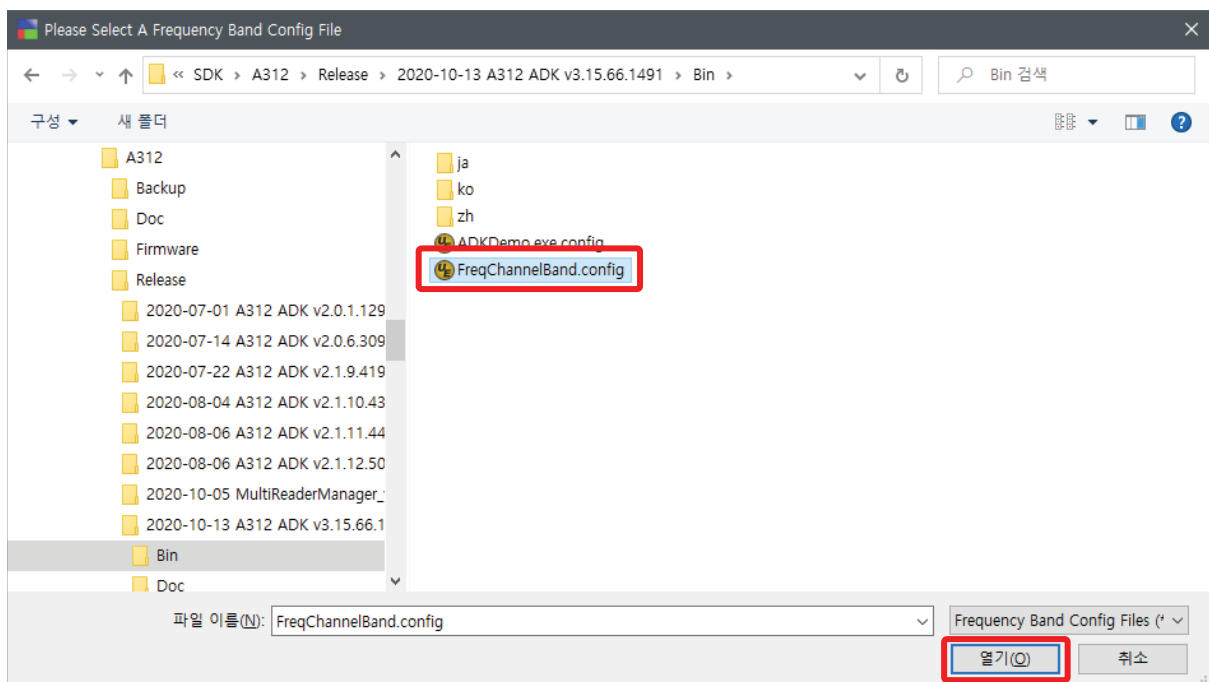 Please Select A Frequency Band Config File
« SDK > A312 > Release > 2020-10-13 A312 ADK v3.15.66.1491 > Bin >
Bin 검색
구성
새 폴더
A312
Backup
Doc
Firmware
Release
2020-07-01 A312 ADK v2.0.1.129
2020-07-14 A312 ADK v2.0.6.309
2020-07-22 A312 ADK v2.1.9.419
2020-08-04 A312 ADK v2.1.10.43
2020-08-06 A312 ADK v2.1.11.44
2020-08-06 A312 ADK v2.1.12.50
2020-10-05 MultiReaderManager_
2020-10-13 A312 ADK v3.15.66.1
Bin
Doc
ja
ko
zh
ADKDemo.exe.config
FreqChannelBand.config
파일 이름(N):
FreqChannelBand.config
Frequency Band Config Files (*
열기(O)
취소